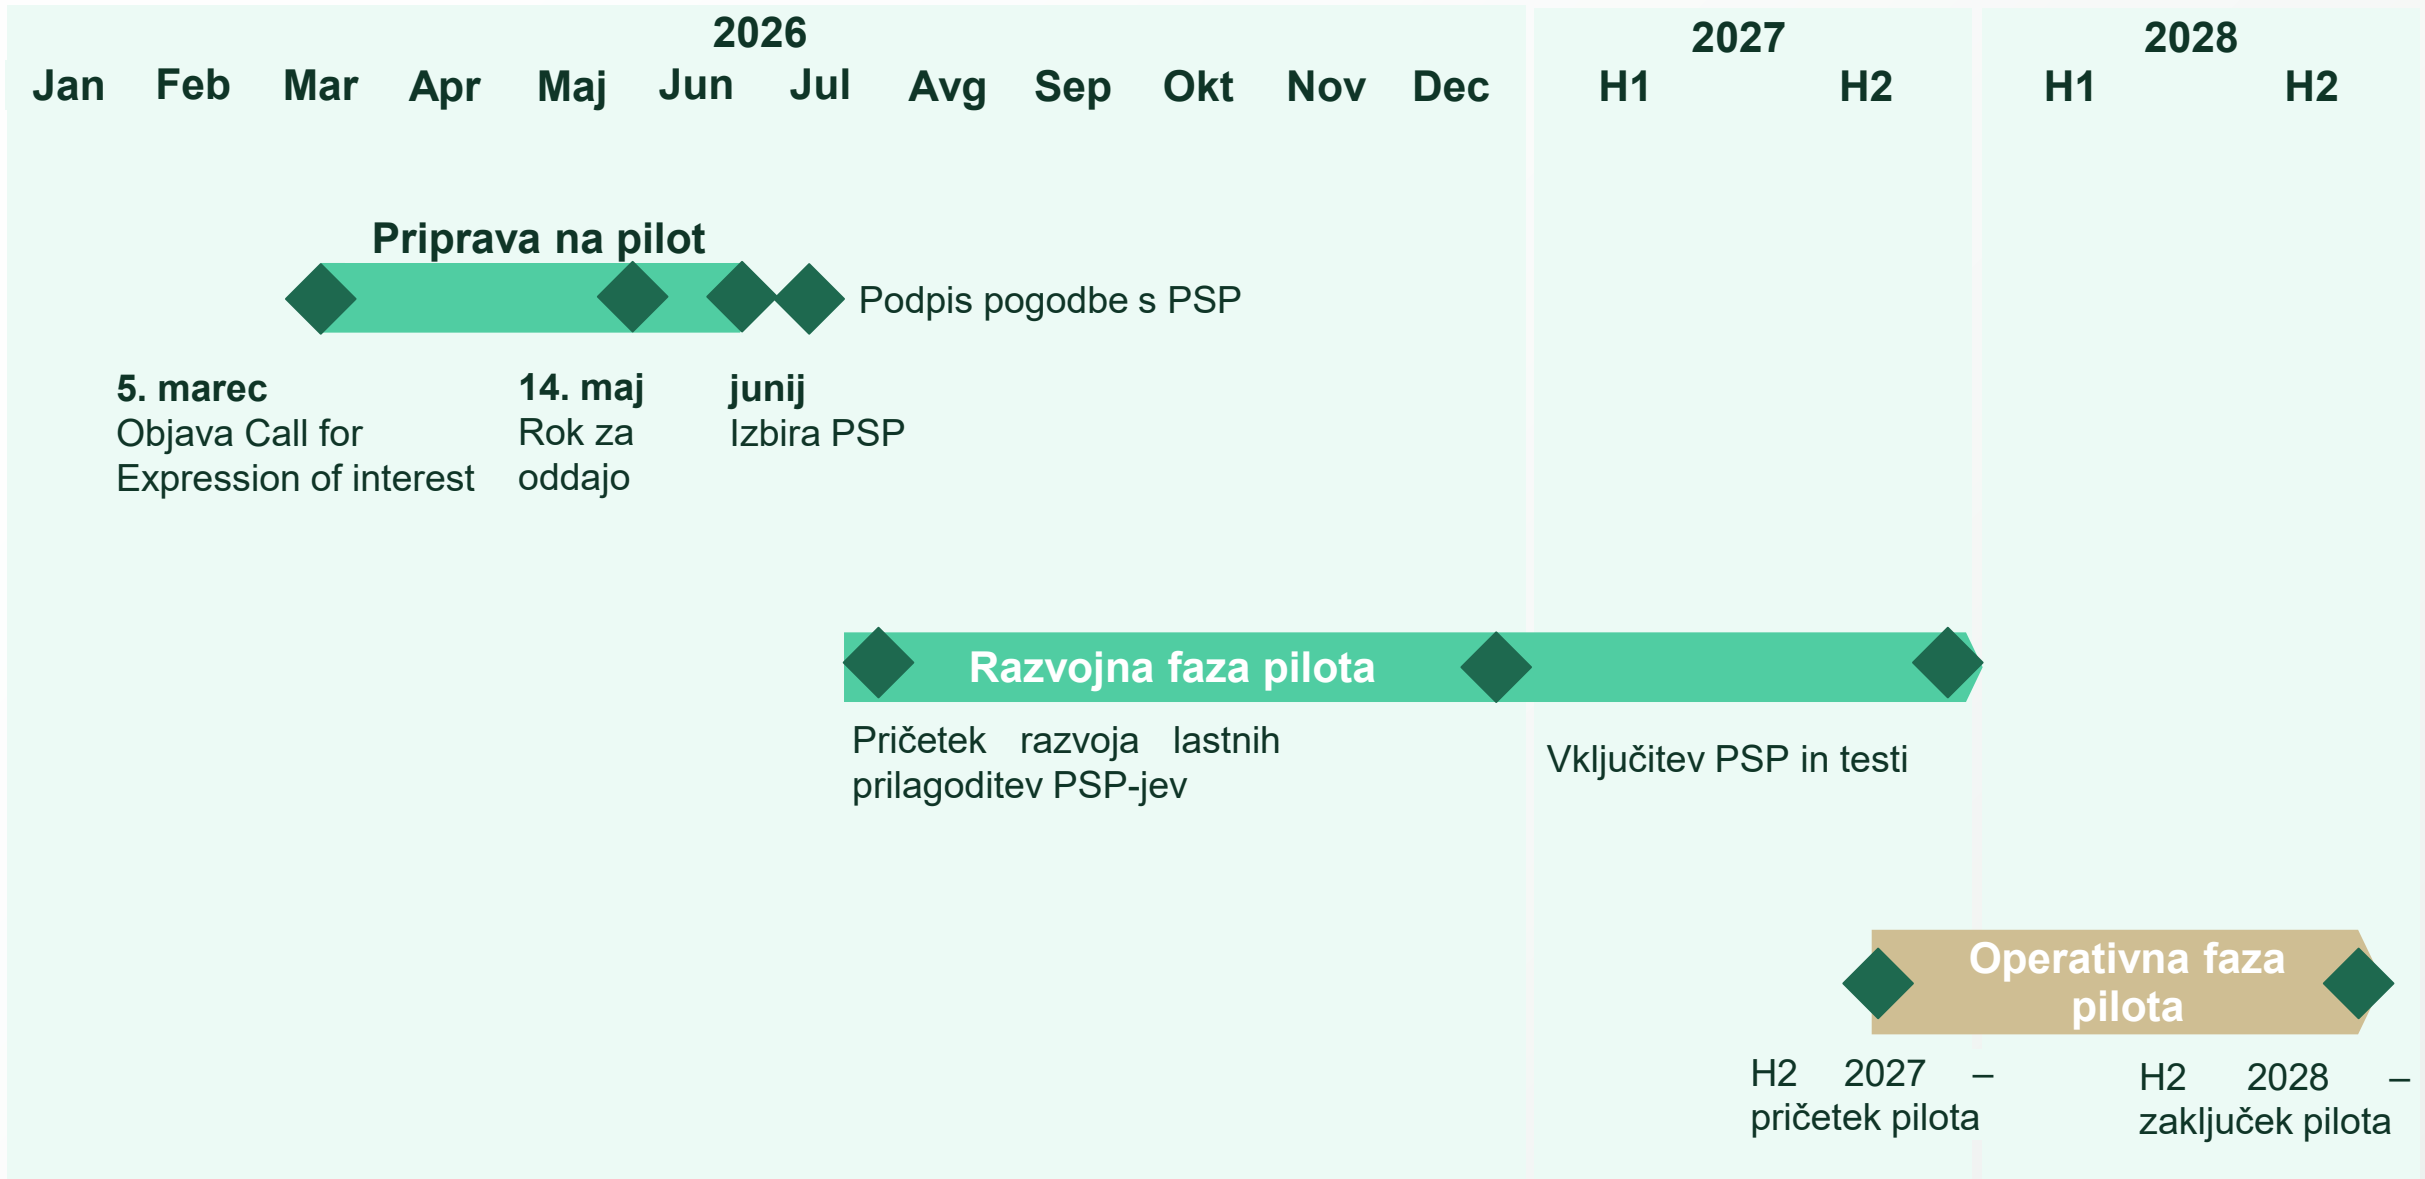 2026
2027
2028
Jan Feb Mar Apr Maj Jun Jul Avg Sep Okt Nov Dec H1 H2 H1 H2
Priprava na pilot
Podpis pogodbe s PSP
5. marec
Objava Call for
Expression of interest
14. maj
Rok za
oddajo
junij
Izbira PSP
Razvojna faza pilota
Pričetek razvoja lastnih
prilagoditev PSP-jev
Vključitev PSP in testi
Operativna faza
pilota
H2 2027 –
pričetek pilota
H2 2028 –
zaključek pilota